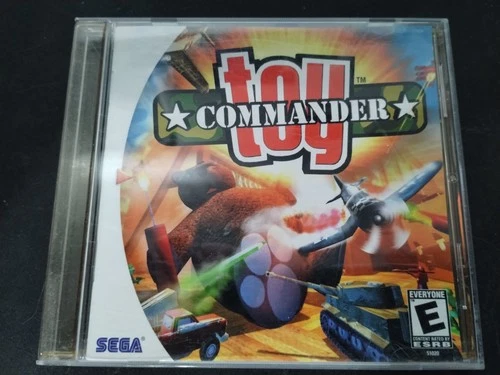 toy
TM
COMMANDER
EVERYONE
E
CONTENT RATED BY
ESRB
SEGA